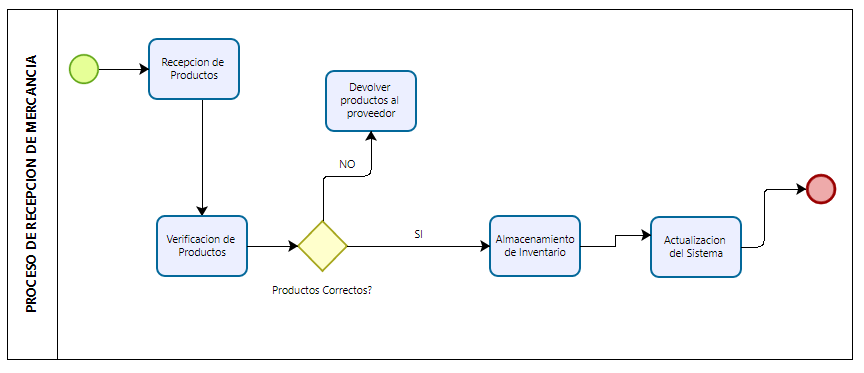 PROCESO DE RECEPCION DE MERCANCIA
Recepcion de
Productos
Devolver
productos al
proveedor
NO
Verificacion de
Productos
SI
Almacenamiento
de Inventario
Actualizacion
del Sistema
Productos Correctos?